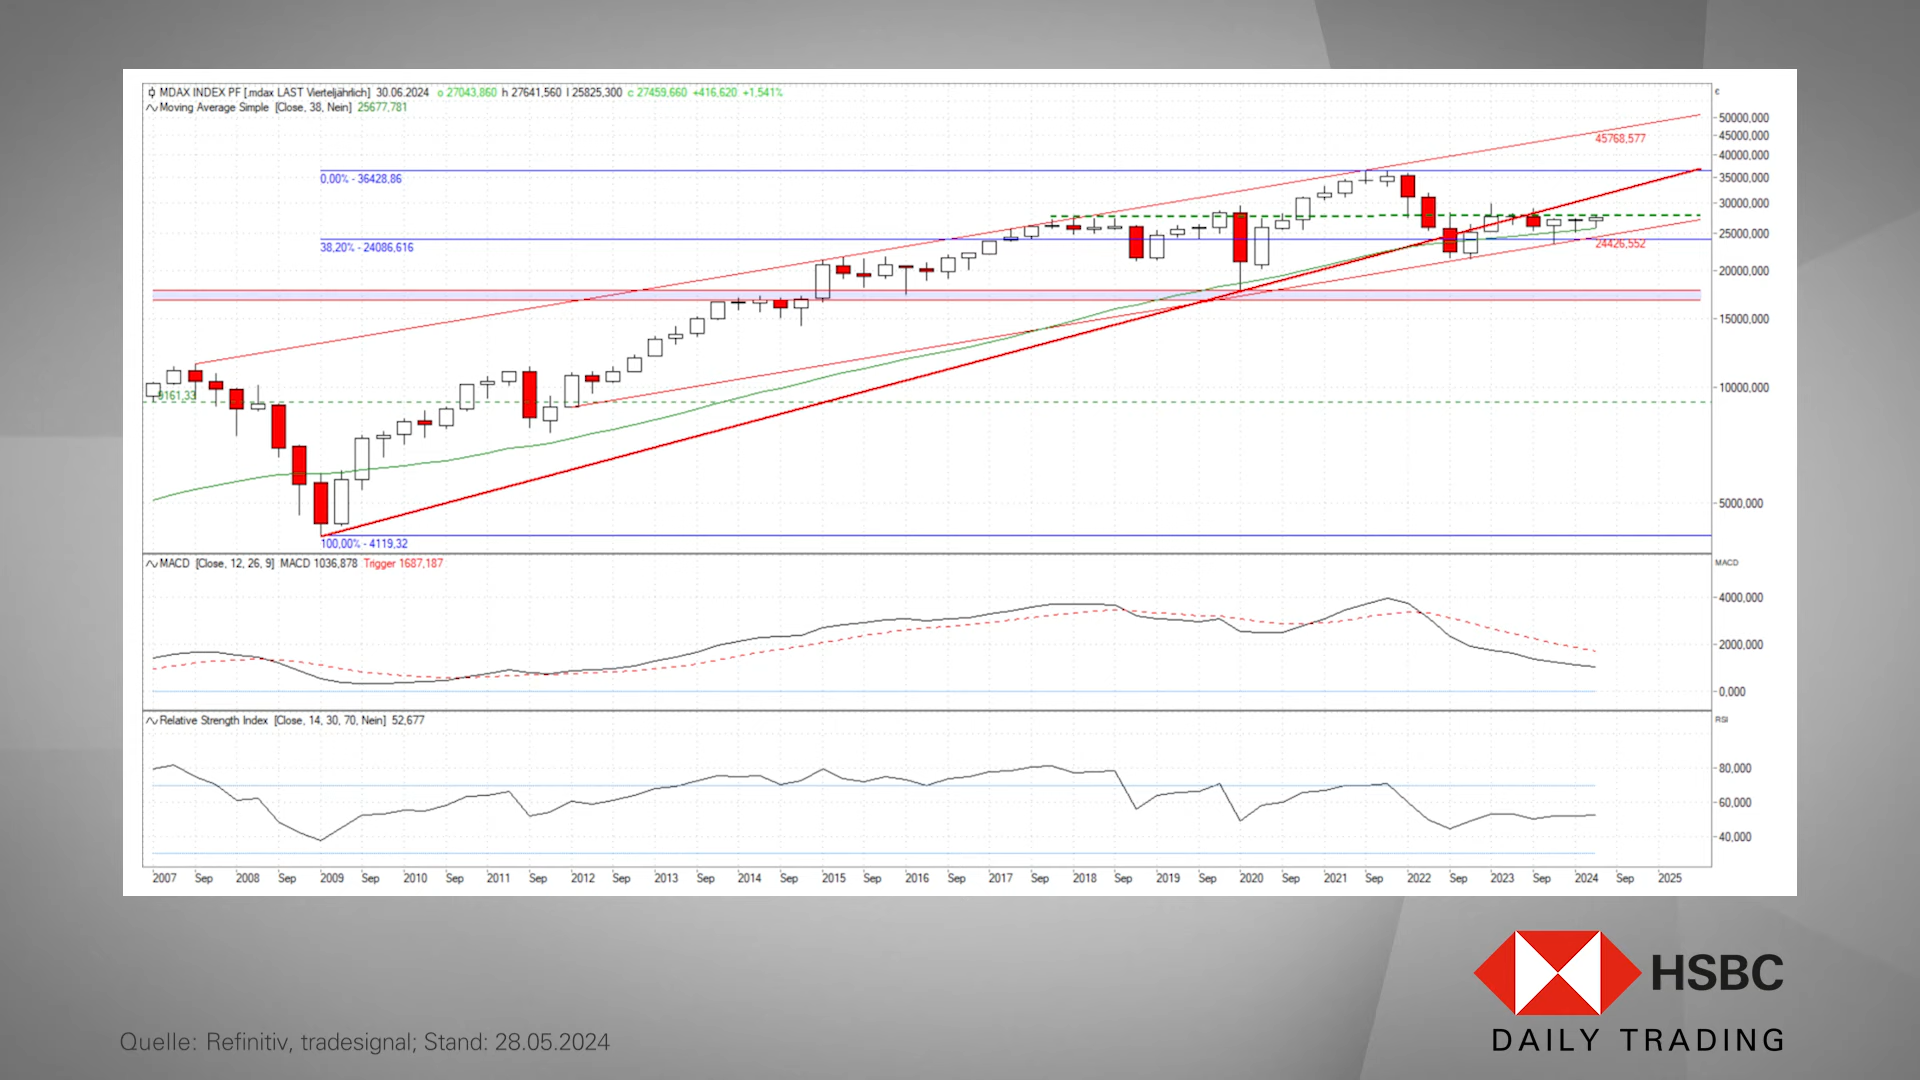 MDAX INDEX PF [.mdax LAST Vierteljährlich] 30.06.2024 o 27043,860 h 27641,560 l 25825,300 c 27459,660 +416,620 +1,541%
€
Moving Average Simple [Close, 38, Nein] 25677,781
50000,000
45768,577
45000,000
40000,000
0,00% - 36428,86
35000,000
30000,000
25000,000
38,20% - 24086,616
24426,552
20000,000
15000,000
10000,000
9161,33
5000,000
100,00% - 4119,32
MACD [Close, 12, 26, 9] MACD 1036,878 Trigger 1687,187
MACD
4000,000
2000,000
0,000
Relative Strength Index [Close, 14, 30, 70, Nein] 52,677
RSI
80,000
60,000
40,000
2007 Sep 2008 Sep 2009 Sep 2010 Sep 2011 Sep 2012 Sep 2013 Sep 2014 Sep 2015 Sep 2016 Sep 2017 Sep 2018 Sep 2019 Sep 2020 Sep 2021 Sep 2022 Sep 2023 Sep 2024 Sep 2025
HSBC
DAILY TRADING
Quelle: Refinitiv, tradesignal; Stand: 28.05.2024